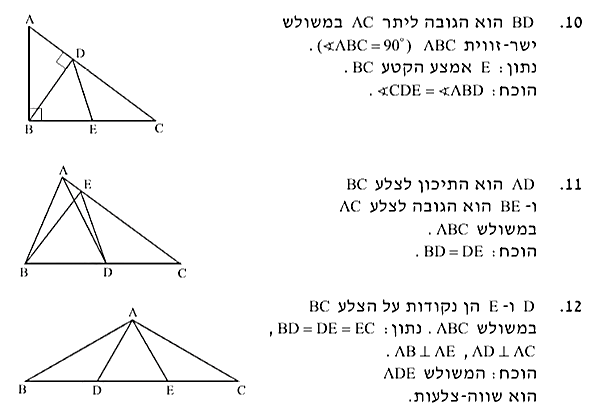 10. BD הוא הגובה ליתר AC במשולש
ישר-זווית ABC (∢ABC = 90°) .
נתון: E אמצע הקטע BC .
הוכח: ∢CDE = ∢ABD .
A
D
B
E
C
11. AD הוא התיכון לצלע BC
ו- BE הוא הגובה לצלע AC
במשולש ABC .
הוכח: BD = DE .
A
E
B
D
C
12. D ו- E הן נקודות על הצלע BC
במשולש ABC . נתון: BD = DE = EC ,
AB ⊥ AE , AD ⊥ AC .
הוכח: המשולש ADE
הוא שווה-צלעות.
A
B
D
E
C